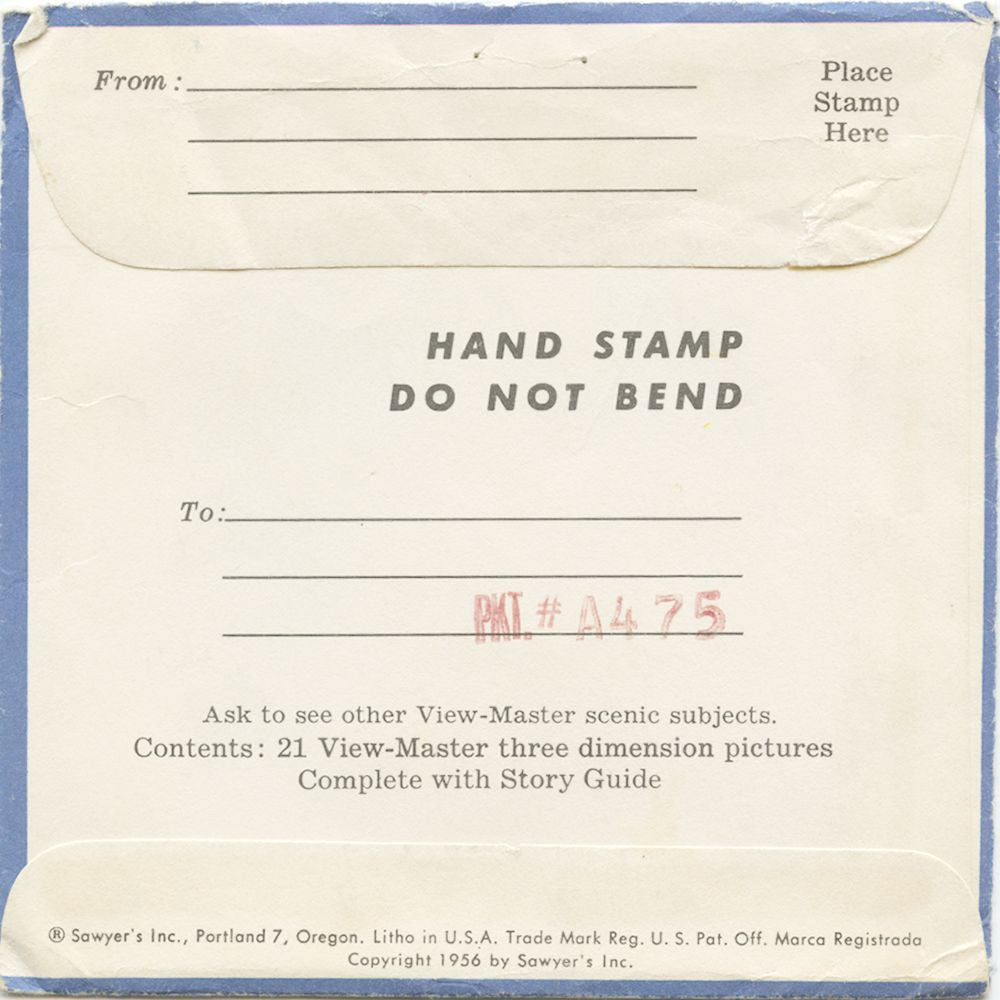 From :
Place
Stamp
Here
HAND STAMP
DO NOT BEND
To:
PKT. # A475
Ask to see other View-Master scenic subjects.
Contents: 21 View-Master three dimension pictures
Complete with Story Guide
® Sawyer's Inc., Portland 7, Oregon. Litho in U.S.A. Trade Mark Reg. U. S. Pat. Off. Marca Registrada
Copyright 1956 by Sawyer's Inc.